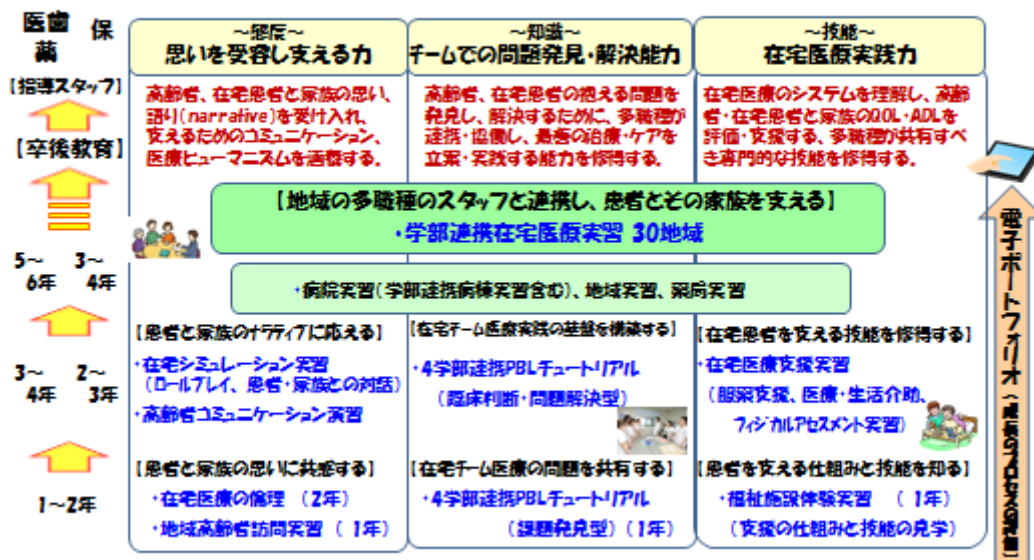 医歯薬 保
【指導スタッフ】
【卒後教育】
5～6年 3～4年
3～4年 2～3年
1～2年
～態度～
思いを受容し支える力
高齢者、在宅患者と家族の思い、
語り(narrative)を受け入れ、
支えるためのコミュニケーション、
医療ヒューマニズムを涵養する。
～知識～
チームでの問題発見・解決能力
高齢者、在宅患者の抱える問題を
発見し、解決するために、多職種が
連携・協働し、最善の治療・ケアを
立案・実践する能力を修得する。
～技能～
在宅医療実践力
在宅医療のシステムを理解し、高齢
者・在宅患者と家族のQOL・ADLを
評価・支援する、多職種が共有すべ
き専門的な技能を修得する。
【地域の多職種のスタッフと連携し、患者とその家族を支える】
・学部連携在宅医療実習 30地域
・病院実習(学部連携病棟実習含む)、地域実習、薬局実習
【患者と家族のナラティブに応える】
・在宅シミュレーション実習
(ロールプレイ、患者・家族との対話)
・高齢者コミュニケーション演習
【在宅チーム医療実践の基盤を構築する】
・4学部連携PBLチュートリアル
(臨床判断・問題解決型)
【在宅患者を支える技能を修得する】
・在宅医療支援実習
(服薬支援、医療・生活介助、
フィジカルアセスメント実習)
【患者と家族の思いに共感する】
・在宅医療の倫理 (2年)
・地域高齢者訪問実習 (1年)
【在宅チーム医療の問題を共有する】
・4学部連携PBLチュートリアル
(課題発見型)(1年)
【患者を支える仕組みと技能を知る】
・福祉施設体験実習 (1年)
(支援の仕組みと技能の見学)
電子ポートフォリオ(成長のプロセスの評価)